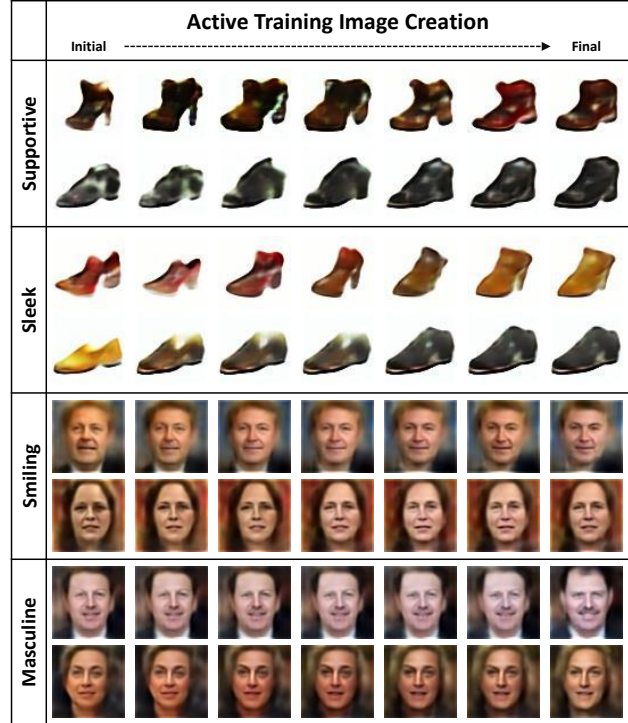 Active Training Image Creation
Initial
Final
Supportive
Sleek
Smiling
Masculine